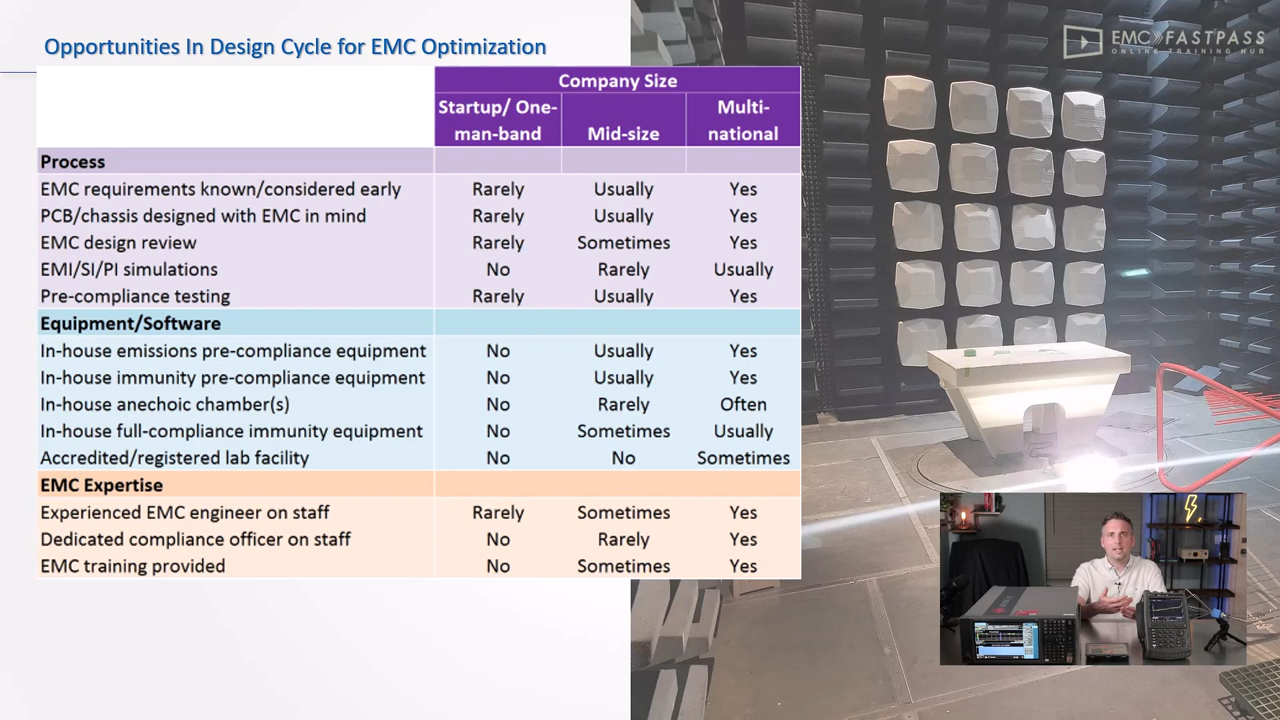 Opportunities In Design Cycle for EMC Optimization
EMC FASTPASS
ONLINE TRAINING HUB
Company Size
Startup/ One-man-band Mid-size Multi-national
Process
EMC requirements known/considered early Rarely Usually Yes
PCB/chassis designed with EMC in mind Rarely Usually Yes
EMC design review Rarely Sometimes Yes
EMI/SI/PI simulations No Rarely Usually
Pre-compliance testing Rarely Usually Yes
Equipment/Software
In-house emissions pre-compliance equipment No Usually Yes
In-house immunity pre-compliance equipment No Usually Yes
In-house anechoic chamber(s) No Rarely Often
In-house full-compliance immunity equipment No Sometimes Usually
Accredited/registered lab facility No No Sometimes
EMC Expertise
Experienced EMC engineer on staff Rarely Sometimes Yes
Dedicated compliance officer on staff No Rarely Yes
EMC training provided No Sometimes Yes